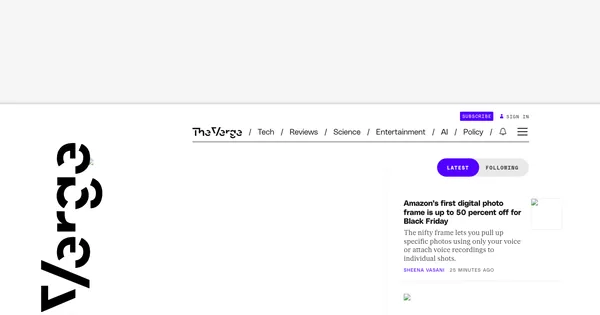 SUBSCRIBE SIGN IN
The Verge / Tech / Reviews / Science / Entertainment / AI / Policy /
Verge
LATEST FOLLOWING
Amazon's first digital photo
frame is up to 50 percent off for
Black Friday
The nifty frame lets you pull up
specific photos using only your voice
or attach voice recordings to
individual shots.
SHEENA VASANI 25 MINUTES AGO